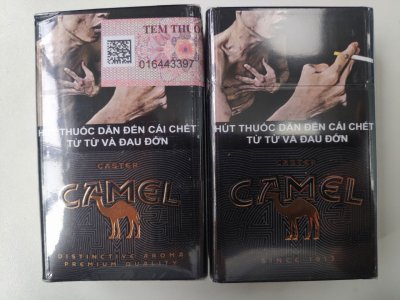 TEM THUỐ
016443397
HÚT THUỐC DẪN ĐẾN CÁI CHẾT
TỪ TỪ VÀ ĐAU ĐỚN
CASTER
CAMEL
DISTINCTIVE AROMA
PREMIUM QUALITY
HÚT THUỐC DẪN ĐẾN CÁI CHẾT
TỪ TỪ VÀ ĐAU ĐỚN
CASTER
CAMEL
SINCE 1913